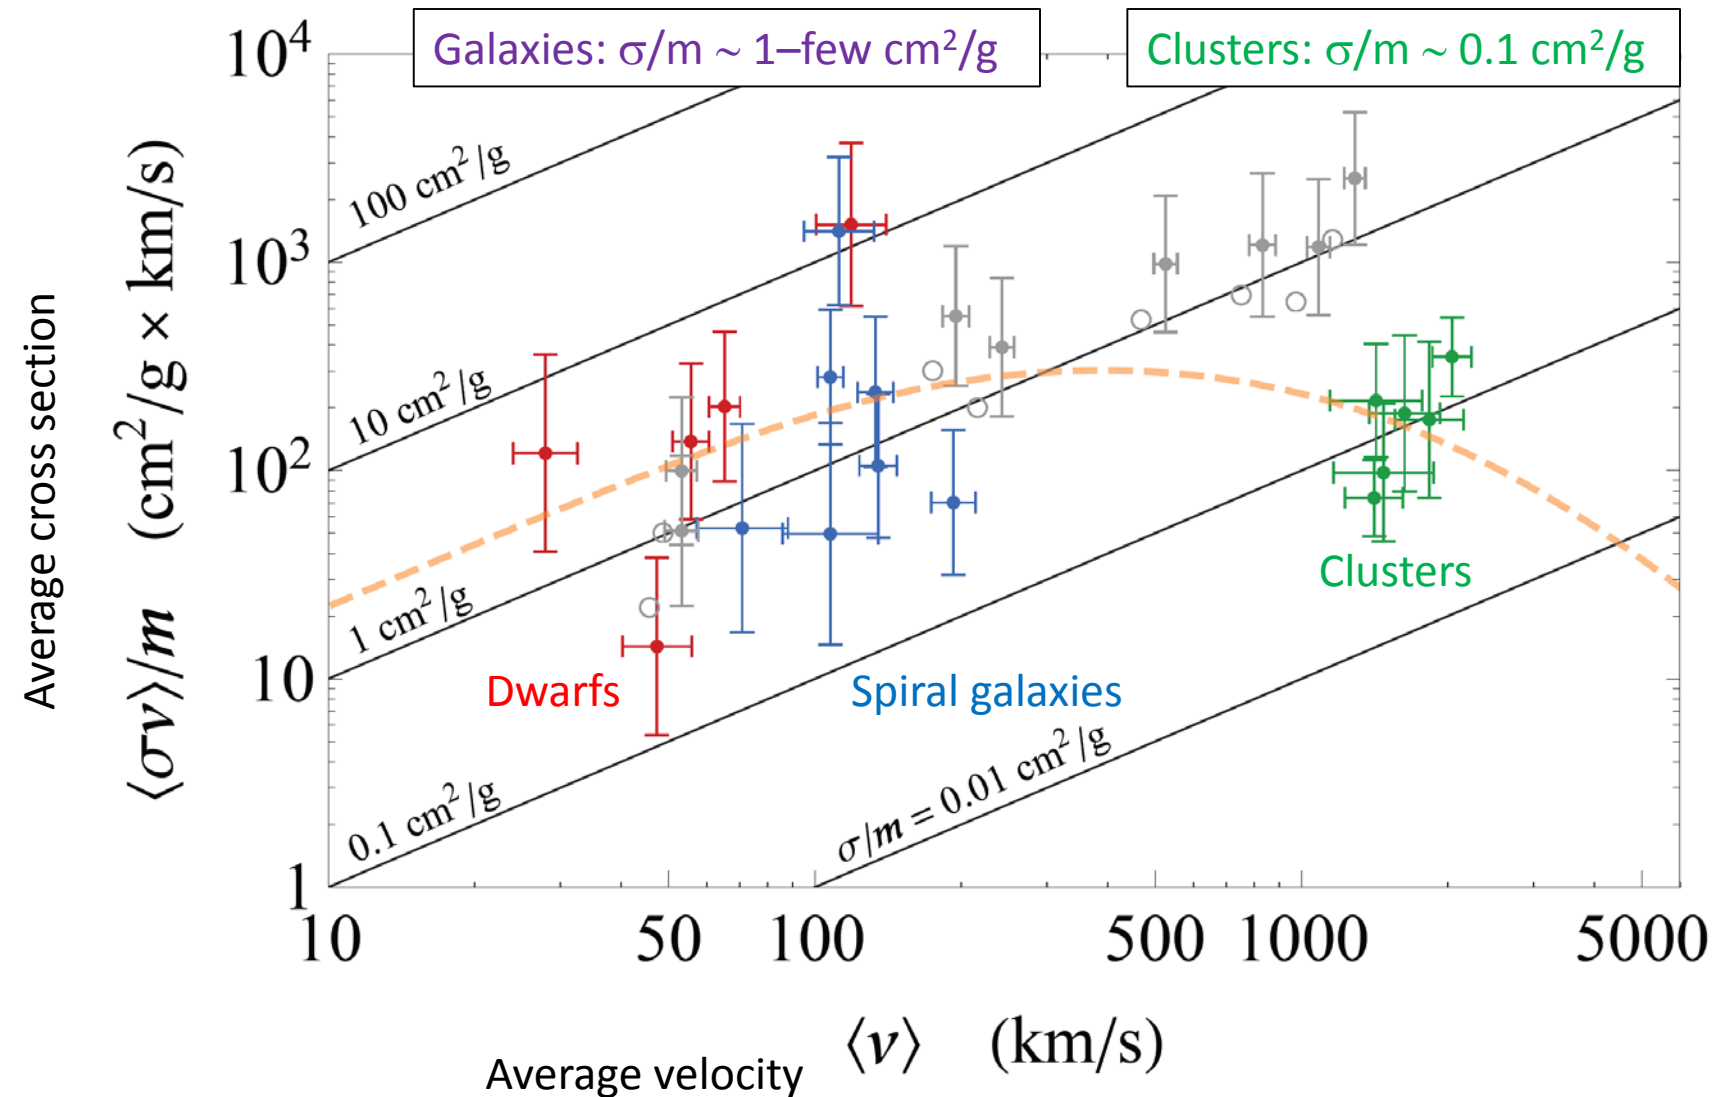 Galaxies: σ/m ~ 1–few cm²/g
Clusters: σ/m ~ 0.1 cm²/g
10⁴
10³
10²
10
1
Average cross section
⟨σv⟩/m (cm²/g × km/s)
100 cm²/g
10 cm²/g
1 cm²/g
0.1 cm²/g
σ/m = 0.01 cm²/g
Clusters
Dwarfs
Spiral galaxies
10 50 100 500 1000 5000
⟨v⟩ (km/s)
Average velocity